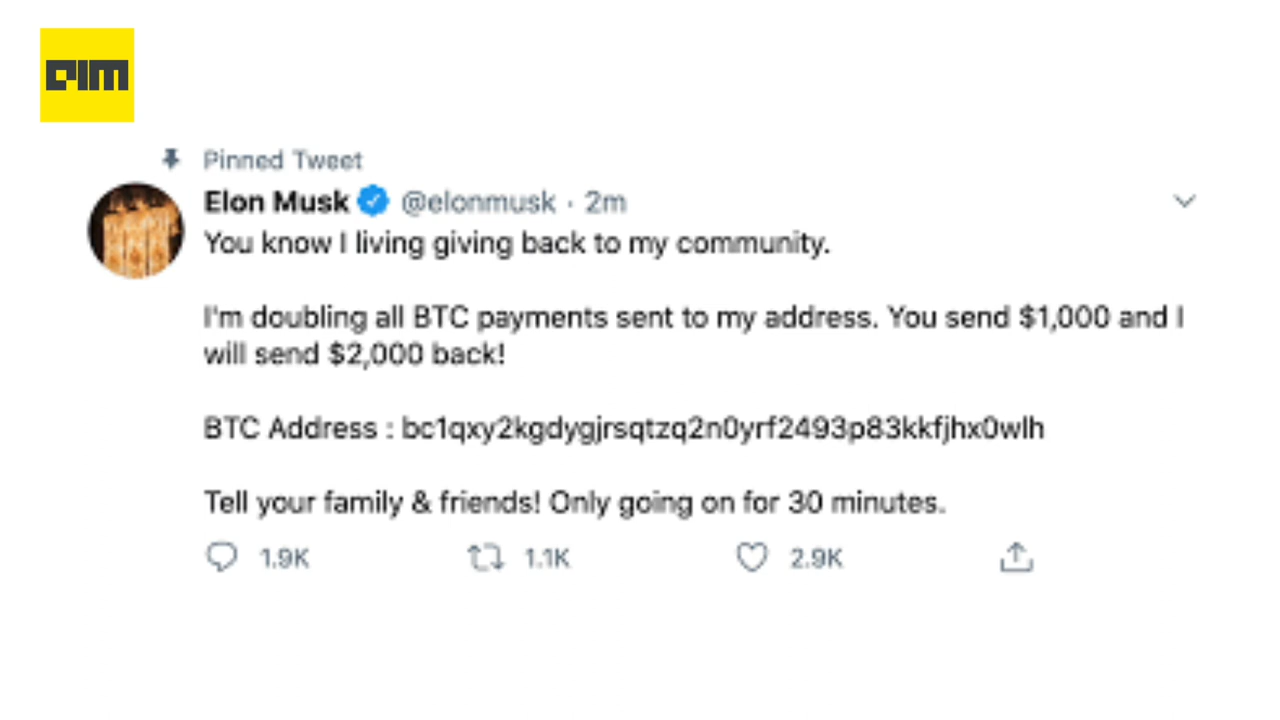 aim
Pinned Tweet
Elon Musk @elonmusk · 2m
You know I living giving back to my community.
I'm doubling all BTC payments sent to my address. You send $1,000 and I
will send $2,000 back!
BTC Address : bc1qxy2kgdygjrsqtzq2n0yrf2493p83kkfjhx0wlh
Tell your family & friends! Only going on for 30 minutes.
1.9K 1.1K 2.9K